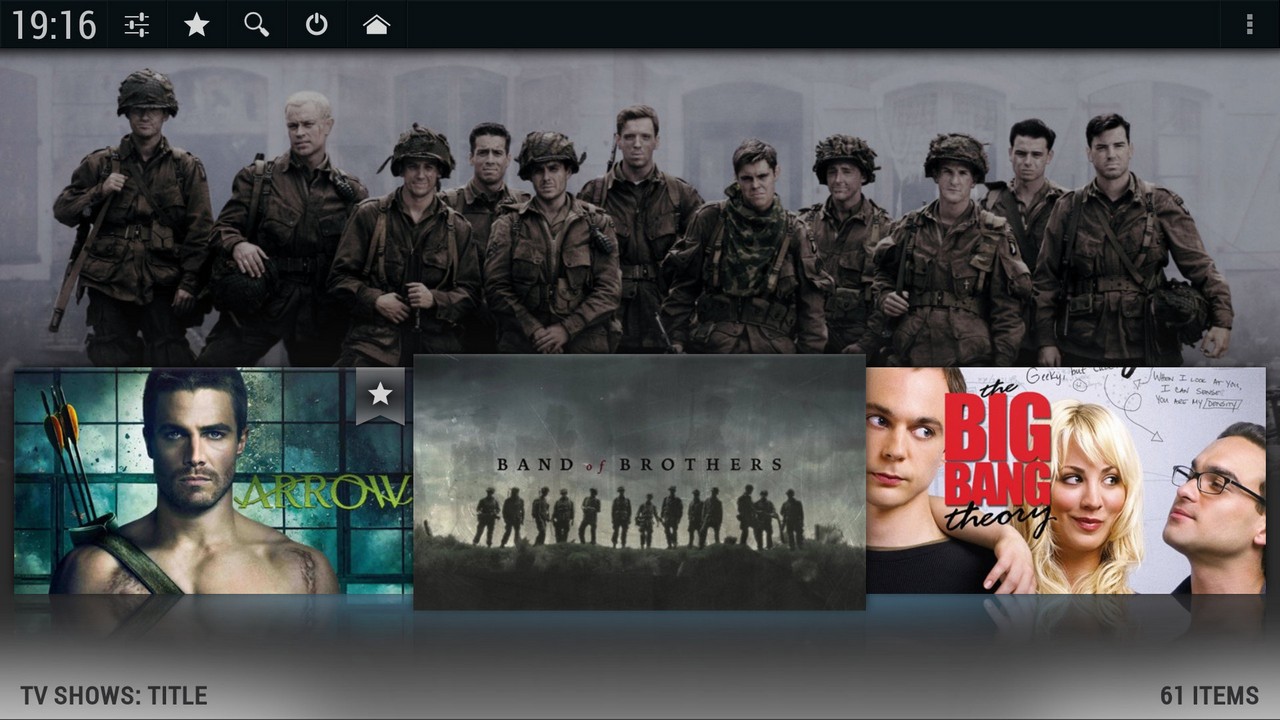 19:16
ARROW
BAND of BROTHERS
Geeky, but
the
BIG
BANG
theory
WHEN I LOOK AT YOU,
I CAN SENSE
YOU ARE MY DENSITY
TV SHOWS: TITLE
61 ITEMS